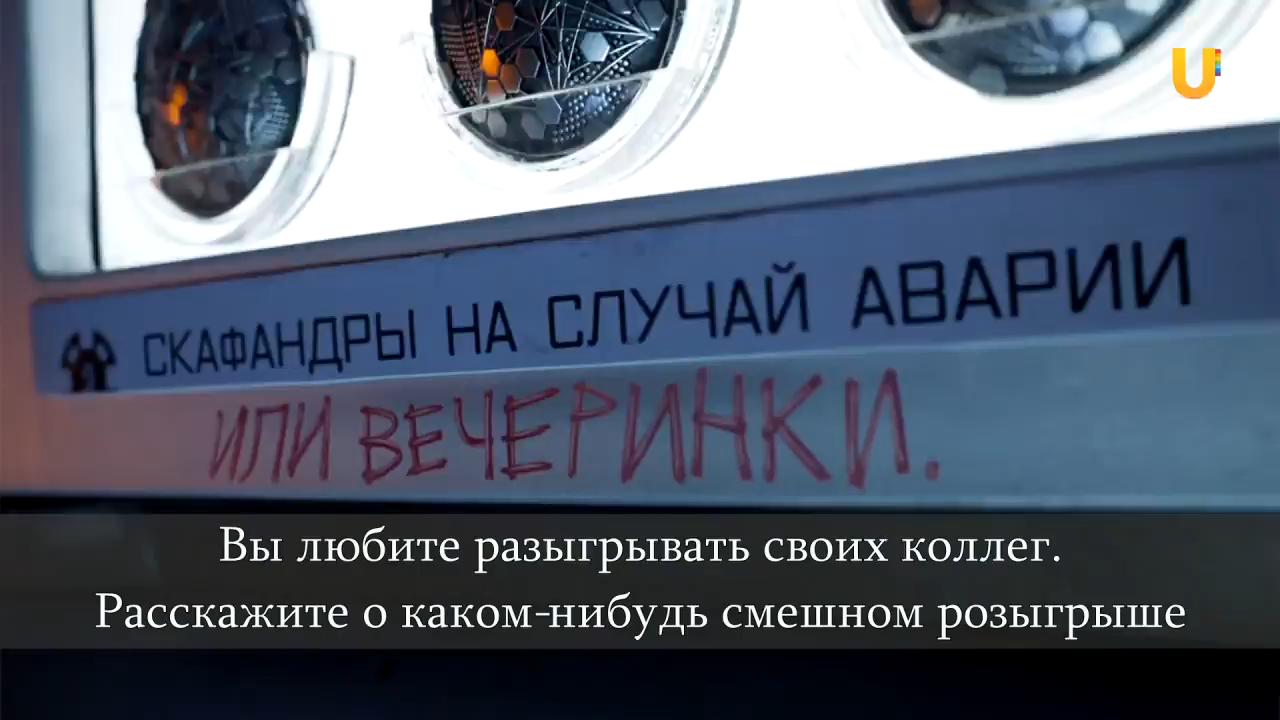 U
СКАФАНДРЫ НА СЛУЧАЙ АВАРИИ
ИЛИ ВЕЧЕРИНКИ.
Вы любите разыгрывать своих коллег.
Расскажите о каком-нибудь смешном розыгрыше